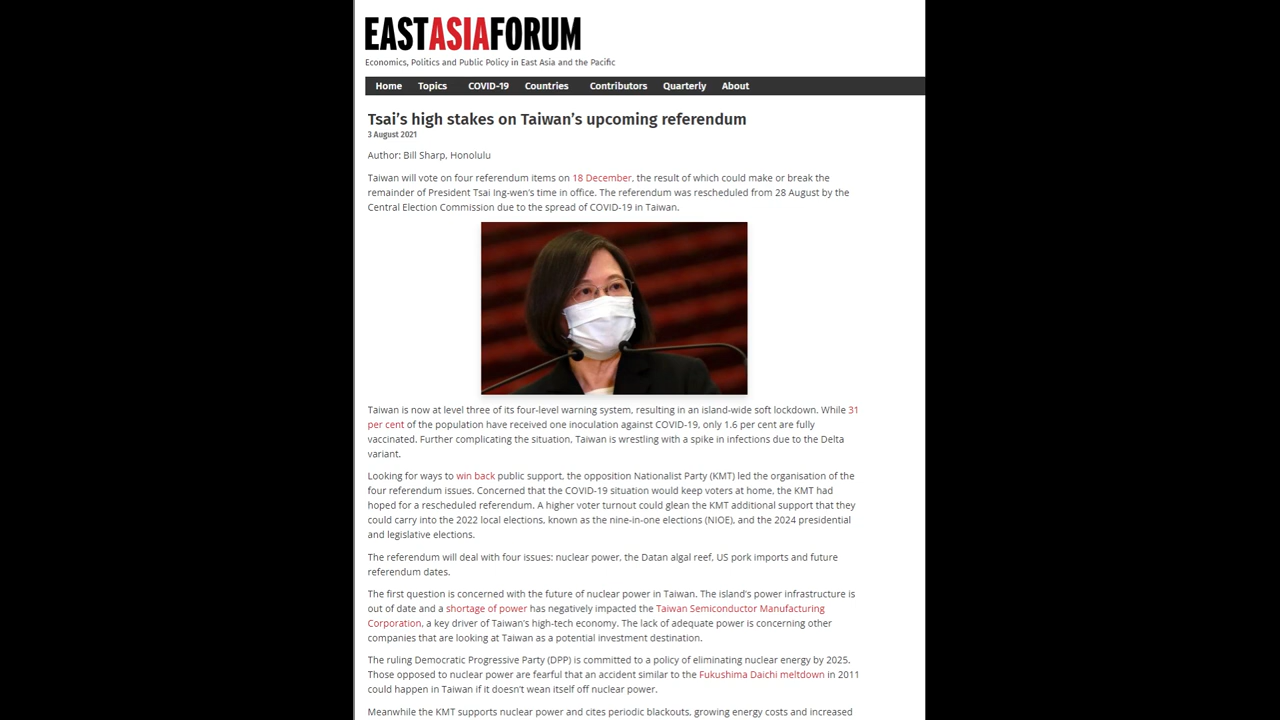 EASTASIAFORUM
Economics, Politics and Public Policy in East Asia and the Pacific
Home Topics COVID-19 Countries Contributors Quarterly About
Tsai’s high stakes on Taiwan’s upcoming referendum
3 August 2021
Author: Bill Sharp, Honolulu
Taiwan will vote on four referendum items on 18 December, the result of which could make or break the
remainder of President Tsai Ing-wen’s time in office. The referendum was rescheduled from 28 August by the
Central Election Commission due to the spread of COVID-19 in Taiwan.
Taiwan is now at level three of its four-level warning system, resulting in an island-wide soft lockdown. While 31
per cent of the population have received one inoculation against COVID-19, only 1.6 per cent are fully
vaccinated. Further complicating the situation, Taiwan is wrestling with a spike in infections due to the Delta
variant.
Looking for ways to win back public support, the opposition Nationalist Party (KMT) led the organisation of the
four referendum issues. Concerned that the COVID-19 situation would keep voters at home, the KMT had
hoped for a rescheduled referendum. A higher voter turnout could glean the KMT additional support that they
could carry into the 2022 local elections, known as the nine-in-one elections (NIOE), and the 2024 presidential
and legislative elections.
The referendum will deal with four issues: nuclear power, the Datan algal reef, US pork imports and future
referendum dates.
The first question is concerned with the future of nuclear power in Taiwan. The island’s power infrastructure is
out of date and a shortage of power has negatively impacted the Taiwan Semiconductor Manufacturing
Corporation, a key driver of Taiwan’s high-tech economy. The lack of adequate power is concerning other
companies that are looking at Taiwan as a potential investment destination.
The ruling Democratic Progressive Party (DPP) is committed to a policy of eliminating nuclear energy by 2025.
Those opposed to nuclear power are fearful that an accident similar to the Fukushima Daichi meltdown in 2011
could happen in Taiwan if it doesn’t wean itself off nuclear power.
Meanwhile the KMT supports nuclear power and cites periodic blackouts, growing energy costs and increased